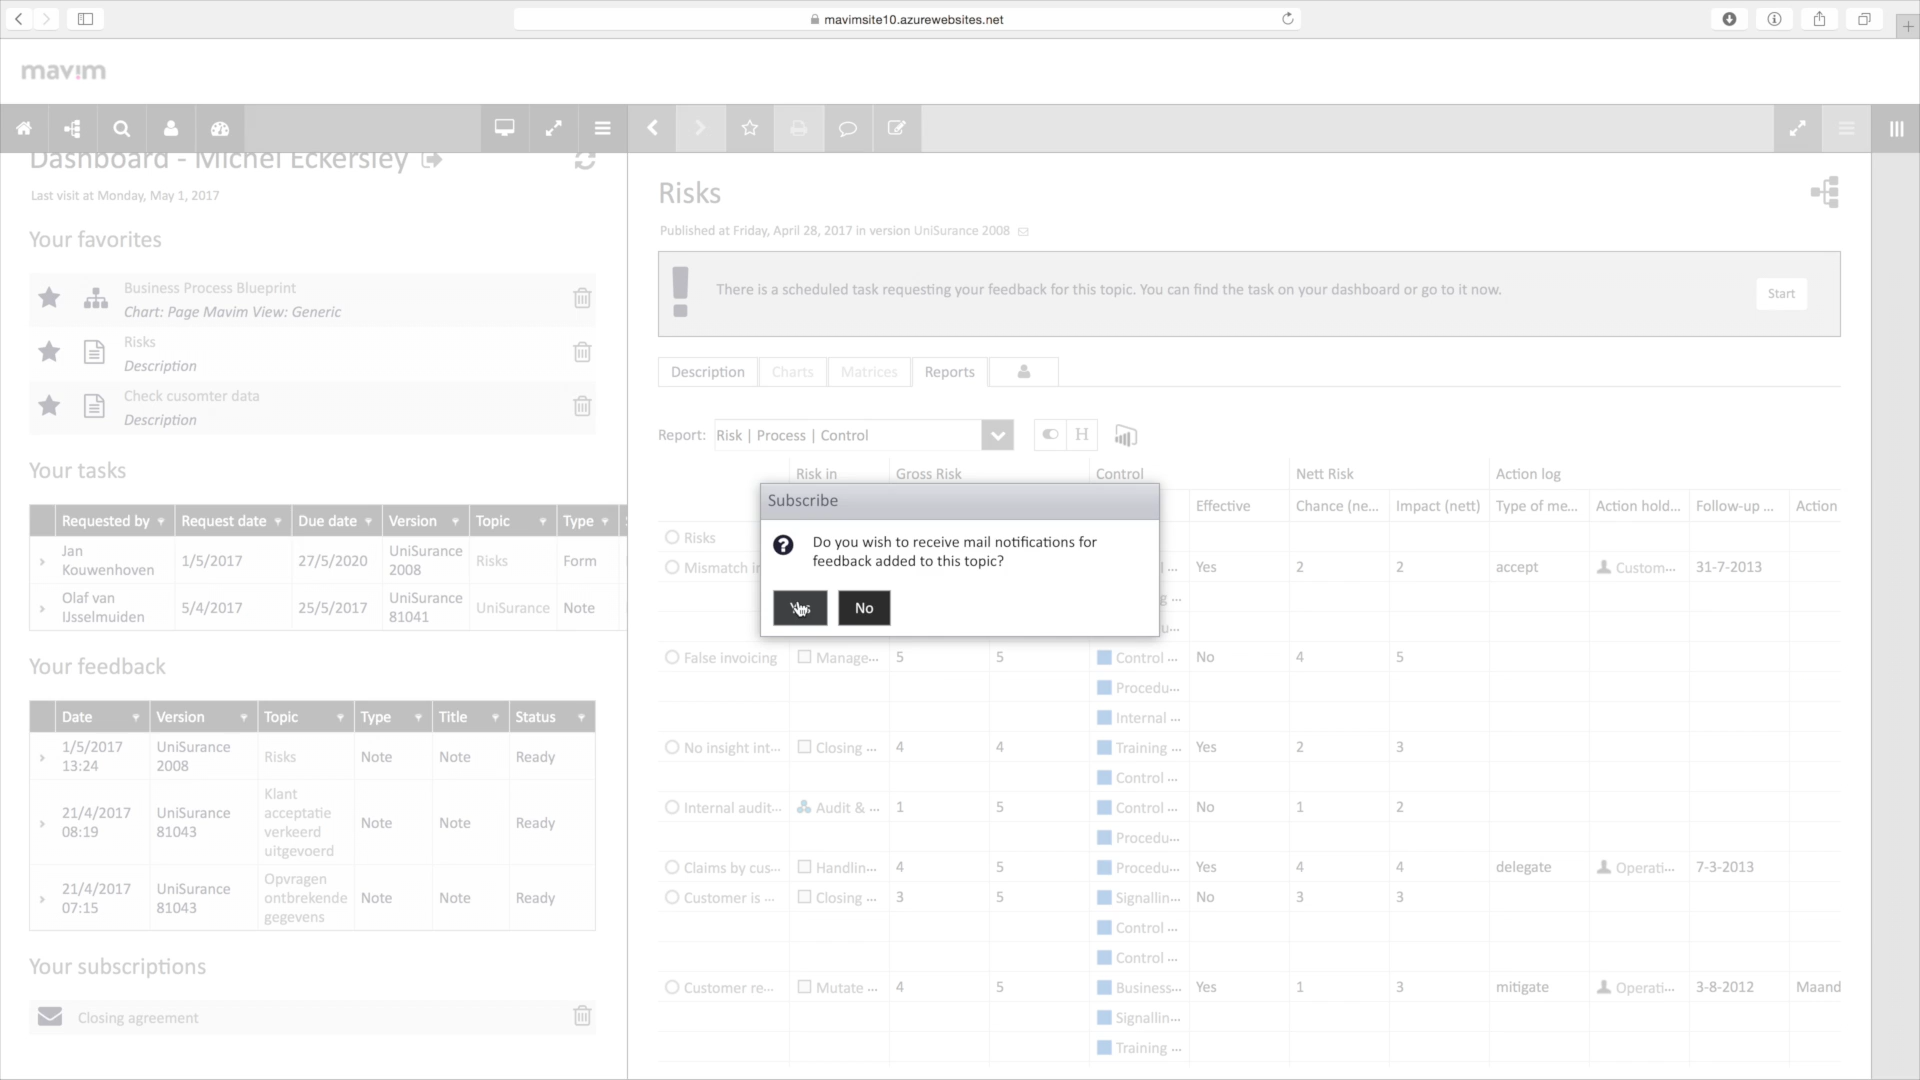 mavimsite10.azurewebsites.net
mavim
Dashboard - Michel Eckersley
Last visit at Monday, May 1, 2017
Your favorites
Business Process Blueprint
Chart: Page Mavim View: Generic
Risks
Description
Check cusomter data
Description
Your tasks
Requested by Request date Due date Version Topic Type
Jan Kouwenhoven 1/5/2017 27/5/2020 UniSurance 2008 Risks Form
Olaf van IJsselmuiden 5/4/2017 25/5/2017 UniSurance 81041 UniSurance Note
Your feedback
Date Version Topic Type Title Status
1/5/2017 13:24 UniSurance 2008 Risks Note Note Ready
21/4/2017 08:19 UniSurance 81043 Klant acceptatie verkeerd uitgevoerd Note Note Ready
21/4/2017 07:15 UniSurance 81043 Opvragen ontbrekende gegevens Note Note Ready
Your subscriptions
Closing agreement
Risks
Published at Friday, April 28, 2017 in version UniSurance 2008
There is a scheduled task requesting your feedback for this topic. You can find the task on your dashboard or go to it now.
Start
Description Charts Matrices Reports
Report: Risk | Process | Control H
Risk in Gross Risk Control Nett Risk Action log
Effective Chance (ne... Impact (nett) Type of me... Action hold... Follow-up ... Action
Subscribe
Do you wish to receive mail notifications for
feedback added to this topic?
No
Risks
Mismatch Yes 2 2 accept Custom... 31-7-2013
False invoicing Manage... 5 5 Control ... No 4 5
Procedu...
Internal ...
No insight int... Closing ... 4 4 Training ... Yes 2 3
Control ...
Internal audit... Audit & ... 1 5 Control ... No 1 2
Procedu...
Claims by cus... Handlin... 4 5 Procedu... Yes 4 4 delegate Operati... 7-3-2013
Customer is ... Closing ... 3 5 Signallin... No 3 3
Control ...
Control ...
Customer re... Mutate ... 4 5 Business... Yes 1 3 mitigate Operati... 3-8-2012 Maand
Signallin...
Training ...